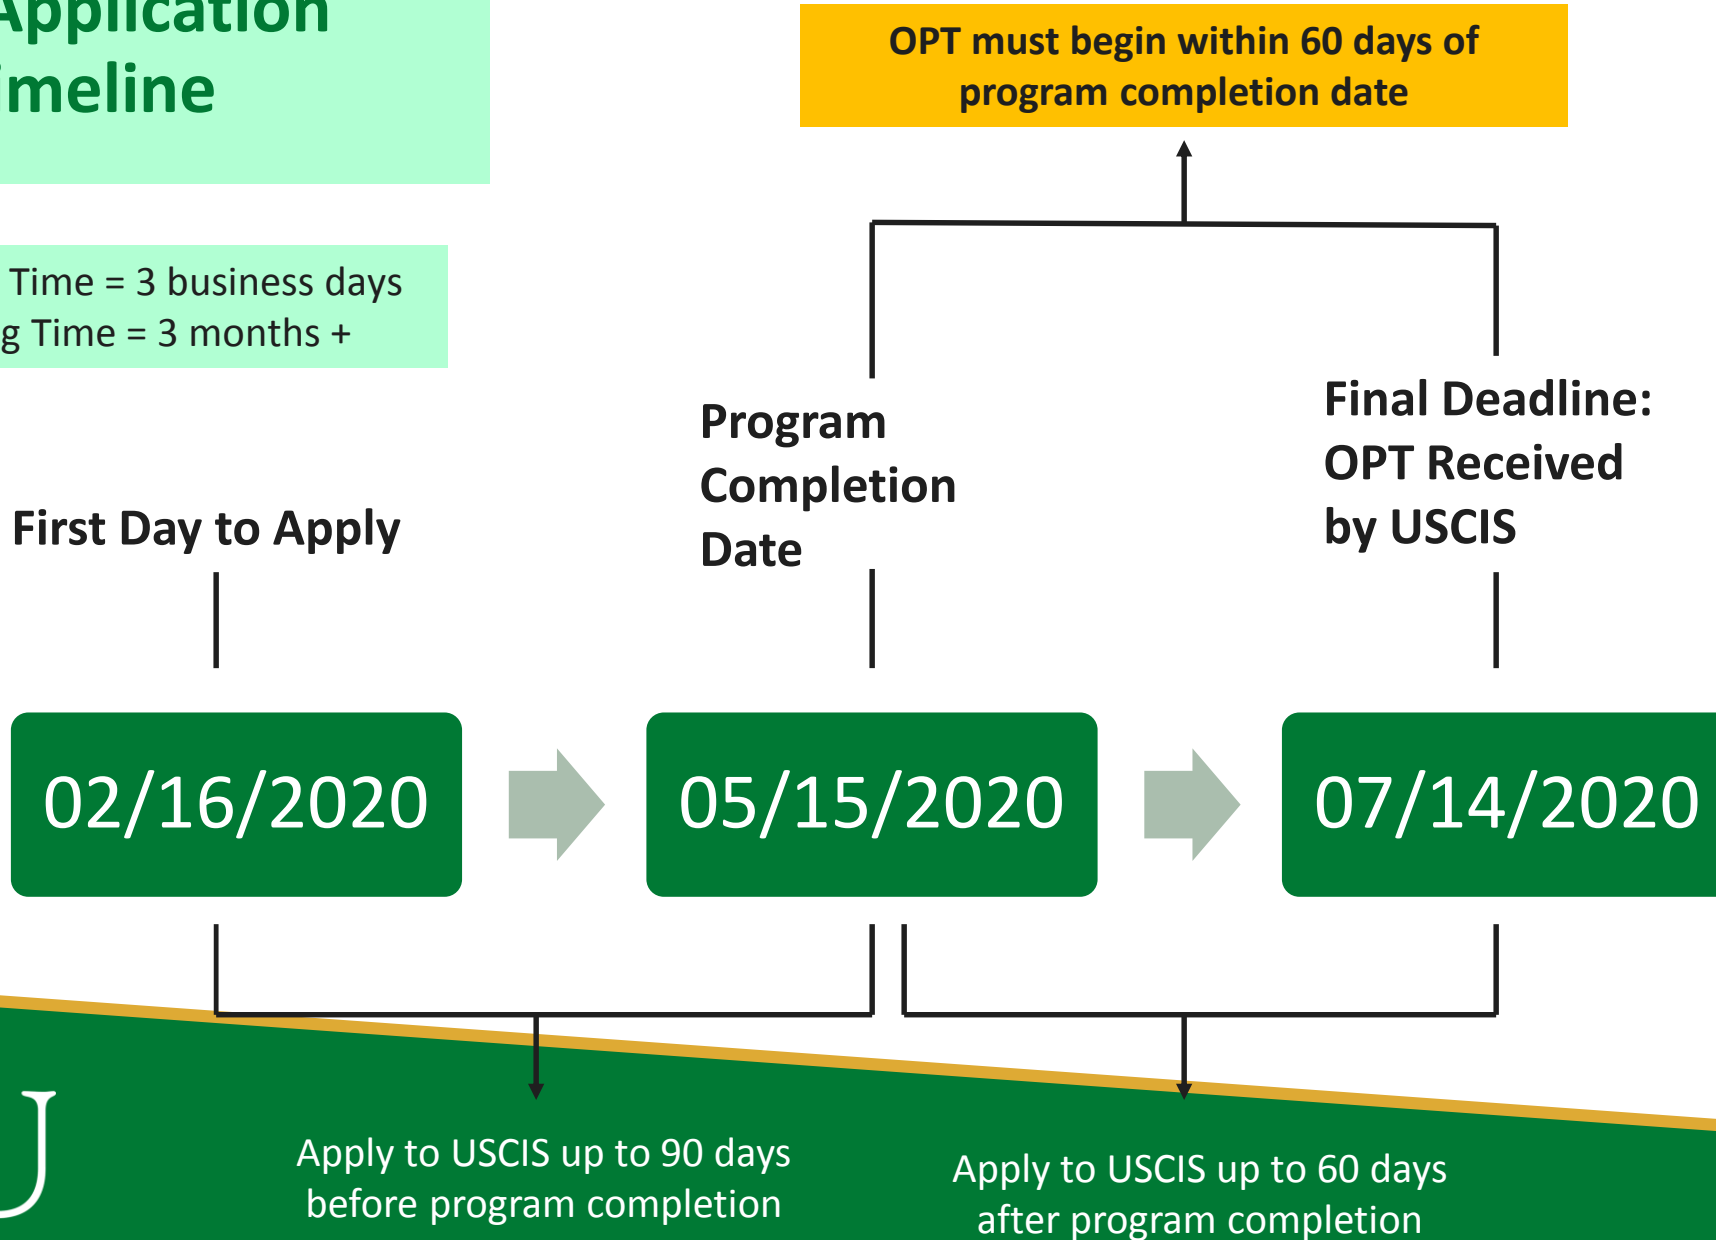 Application
imeline
OPT must begin within 60 days of
program completion date
Time = 3 business days
g Time = 3 months +
First Day to Apply
Program
Completion
Date
Final Deadline:
OPT Received
by USCIS
02/16/2020
05/15/2020
07/14/2020
Apply to USCIS up to 90 days
before program completion
Apply to USCIS up to 60 days
after program completion
U